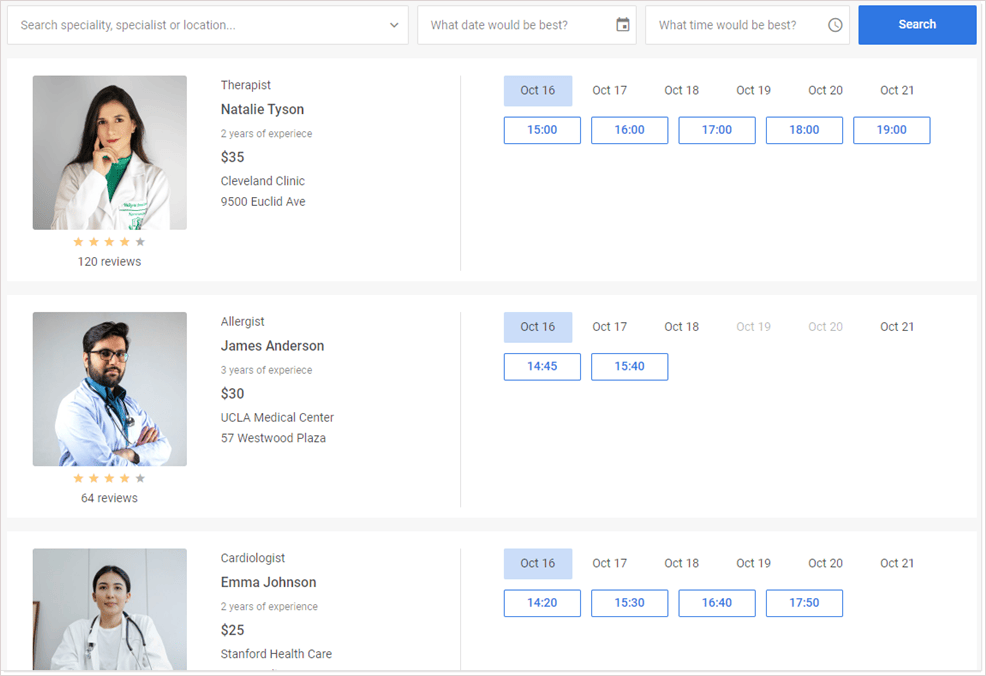 Search speciality, specialist or location...
What date would be best?
What time would be best?
Search
Therapist
Natalie Tyson
2 years of experiece
$35
Cleveland Clinic
9500 Euclid Ave
120 reviews
Oct 16 Oct 17 Oct 18 Oct 19 Oct 20 Oct 21
15:00 16:00 17:00 18:00 19:00
Allergist
James Anderson
3 years of experiece
$30
UCLA Medical Center
57 Westwood Plaza
64 reviews
Oct 16 Oct 17 Oct 18 Oct 19 Oct 20 Oct 21
14:45 15:40
Cardiologist
Emma Johnson
2 years of experience
$25
Stanford Health Care
Oct 16 Oct 17 Oct 18 Oct 19 Oct 20 Oct 21
14:20 15:30 16:40 17:50